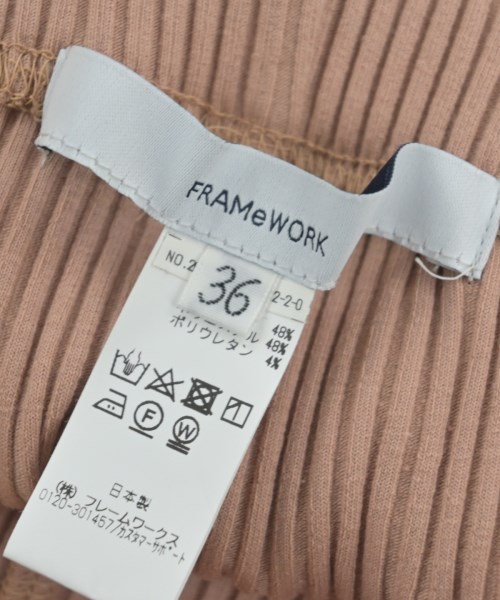 FRAMeWORK
36
NO.2 2-2-0
48%
ポリウレタン 48%
4%
F W
日本製
(株) フレームワークス
0120-301457/カスタマーサポート